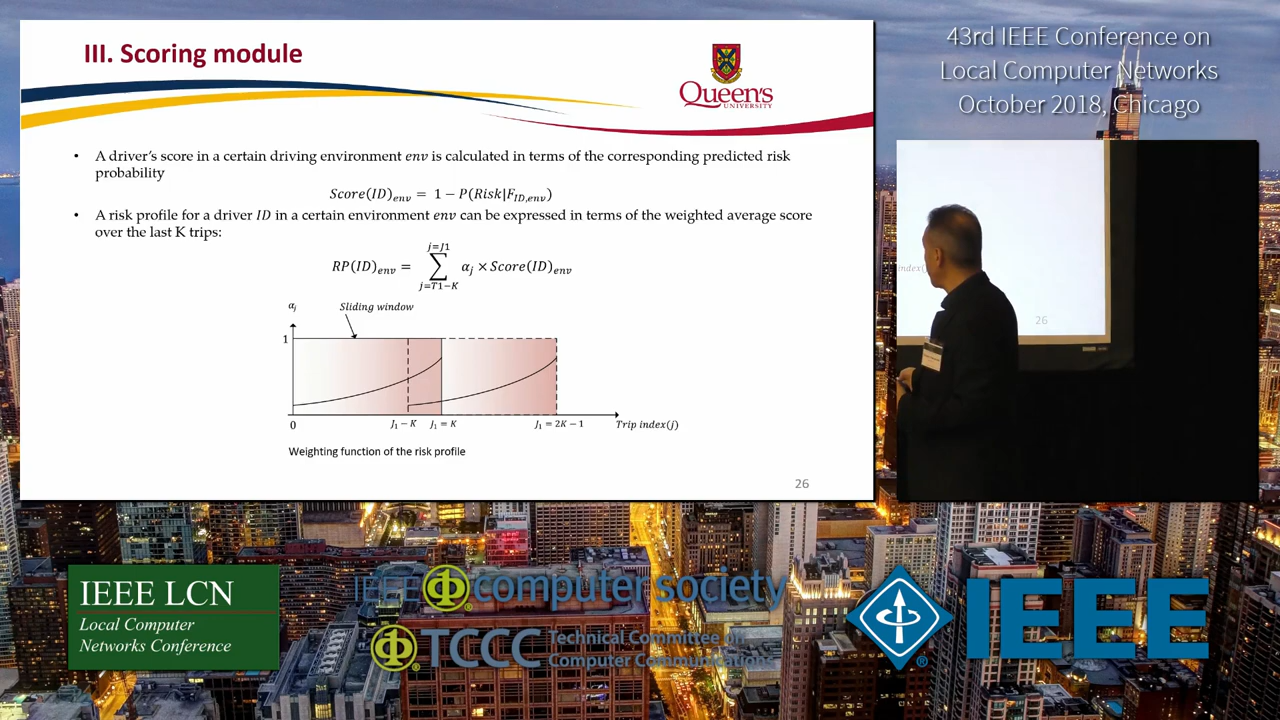 III. Scoring module
Queen's
UNIVERSITY
• A driver's score in a certain driving environment env is calculated in terms of the corresponding predicted risk
probability
Score(ID)env = 1 − P(Risk|F_ID,env)
• A risk profile for a driver ID in a certain environment env can be expressed in terms of the weighted average score
over the last K trips:
j=J1
RP(ID)env = ∑ αj × Score(ID)env
j=T1−K
αj
Sliding window
1
0
J1 − K
J1 = K
J1 = 2K − 1
Trip index(j)
Weighting function of the risk profile
26
43rd IEEE Conference on
Local Computer Networks
October 2018, Chicago
index(
26
IEEE LCN
Local Computer
Networks Conference
IEEE computer society
TCCC Technical Committee on
Computer Communications
IEEE